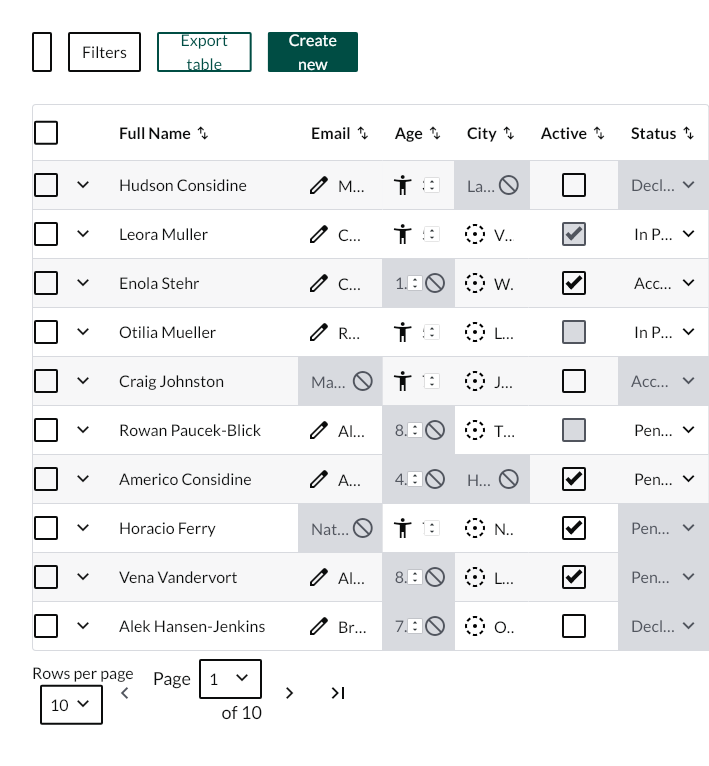 Filters
Export table
Create new
Full Name Email Age City Active Status
Hudson Considine M... La... Decl...
Leora Muller C... V.. In P...
Enola Stehr C... 1. W. Acc...
Otilia Mueller R... L... In P...
Craig Johnston Ma... J... Acc...
Rowan Paucek-Blick Al... 8. T... Pen...
Americo Considine A... 4. H... Pen...
Horacio Ferry Nat... N.. Pen...
Vena Vandervort Al... 8. L... Pen...
Alek Hansen-Jenkins Br... 7. O.. Decl...
Rows per page
10
Page 1
of 10